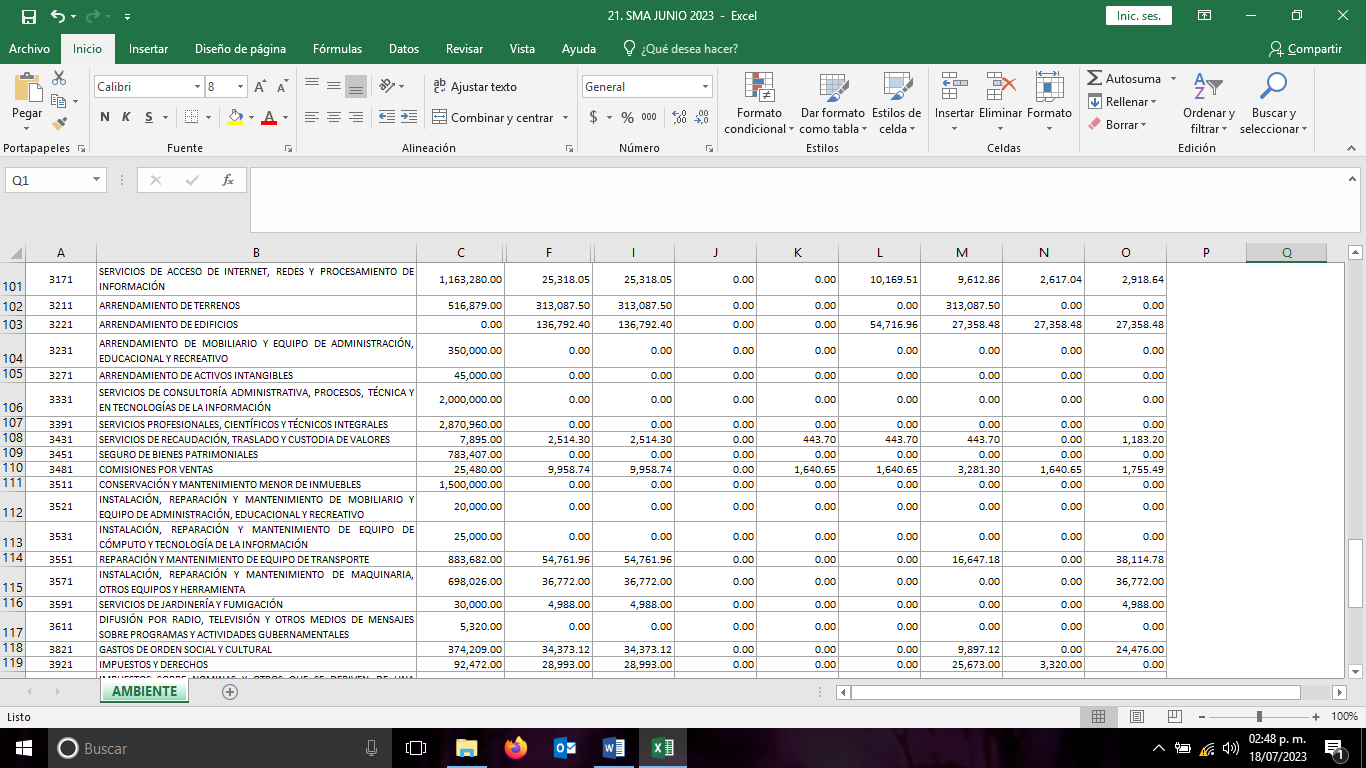 21. SMA JUNIO 2023 - Excel
Inic. ses.
Archivo Inicio Insertar Diseño de página Fórmulas Datos Revisar Vista Ayuda ¿Qué desea hacer? Compartir
Pegar
Calibri 8
N K S A
Ajustar texto
Combinar y centrar
General
$ % 000
Formato condicional
Dar formato como tabla
Estilos de celda
Insertar Eliminar Formato
Autosuma
Rellenar
Borrar
Ordenar y filtrar
Buscar y seleccionar
Portapapeles Fuente Alineación Número Estilos Celdas Edición
Q1 fx
A B C F I J K L M N O P Q
101 3171 SERVICIOS DE ACCESO DE INTERNET, REDES Y PROCESAMIENTO DE
INFORMACIÓN 1,163,280.00 25,318.05 25,318.05 0.00 0.00 10,169.51 9,612.86 2,617.04 2,918.64
102 3211 ARRENDAMIENTO DE TERRENOS 516,879.00 313,087.50 313,087.50 0.00 0.00 0.00 313,087.50 0.00 0.00
103 3221 ARRENDAMIENTO DE EDIFICIOS 0.00 136,792.40 136,792.40 0.00 0.00 54,716.96 27,358.48 27,358.48 27,358.48
104 3231 ARRENDAMIENTO DE MOBILIARIO Y EQUIPO DE ADMINISTRACIÓN,
EDUCACIONAL Y RECREATIVO 350,000.00 0.00 0.00 0.00 0.00 0.00 0.00 0.00 0.00
105 3271 ARRENDAMIENTO DE ACTIVOS INTANGIBLES 45,000.00 0.00 0.00 0.00 0.00 0.00 0.00 0.00 0.00
106 3331 SERVICIOS DE CONSULTORÍA ADMINISTRATIVA, PROCESOS, TÉCNICA Y
EN TECNOLOGÍAS DE LA INFORMACIÓN 2,000,000.00 0.00 0.00 0.00 0.00 0.00 0.00 0.00 0.00
107 3391 SERVICIOS PROFESIONALES, CIENTÍFICOS Y TÉCNICOS INTEGRALES 2,870,960.00 0.00 0.00 0.00 0.00 0.00 0.00 0.00 0.00
108 3431 SERVICIOS DE RECAUDACIÓN, TRASLADO Y CUSTODIA DE VALORES 7,895.00 2,514.30 2,514.30 0.00 443.70 443.70 443.70 0.00 1,183.20
109 3451 SEGURO DE BIENES PATRIMONIALES 783,407.00 0.00 0.00 0.00 0.00 0.00 0.00 0.00 0.00
110 3481 COMISIONES POR VENTAS 25,480.00 9,958.74 9,958.74 0.00 1,640.65 1,640.65 3,281.30 1,640.65 1,755.49
111 3511 CONSERVACIÓN Y MANTENIMIENTO MENOR DE INMUEBLES 1,500,000.00 0.00 0.00 0.00 0.00 0.00 0.00 0.00 0.00
112 3521 INSTALACIÓN, REPARACIÓN Y MANTENIMIENTO DE MOBILIARIO Y
EQUIPO DE ADMINISTRACIÓN, EDUCACIONAL Y RECREATIVO 20,000.00 0.00 0.00 0.00 0.00 0.00 0.00 0.00 0.00
113 3531 INSTALACIÓN, REPARACIÓN Y MANTENIMIENTO DE EQUIPO DE
CÓMPUTO Y TECNOLOGÍA DE LA INFORMACIÓN 25,000.00 0.00 0.00 0.00 0.00 0.00 0.00 0.00 0.00
114 3551 REPARACIÓN Y MANTENIMIENTO DE EQUIPO DE TRANSPORTE 883,682.00 54,761.96 54,761.96 0.00 0.00 0.00 16,647.18 0.00 38,114.78
115 3571 INSTALACIÓN, REPARACIÓN Y MANTENIMIENTO DE MAQUINARIA,
OTROS EQUIPOS Y HERRAMIENTA 698,026.00 36,772.00 36,772.00 0.00 0.00 0.00 0.00 0.00 36,772.00
116 3591 SERVICIOS DE JARDINERÍA Y FUMIGACIÓN 30,000.00 4,988.00 4,988.00 0.00 0.00 0.00 0.00 0.00 4,988.00
117 3611 DIFUSIÓN POR RADIO, TELEVISIÓN Y OTROS MEDIOS DE MENSAJES
SOBRE PROGRAMAS Y ACTIVIDADES GUBERNAMENTALES 5,320.00 0.00 0.00 0.00 0.00 0.00 0.00 0.00 0.00
118 3821 GASTOS DE ORDEN SOCIAL Y CULTURAL 374,209.00 34,373.12 34,373.12 0.00 0.00 0.00 9,897.12 0.00 24,476.00
119 3921 IMPUESTOS Y DERECHOS 92,472.00 28,993.00 28,993.00 0.00 0.00 0.00 25,673.00 3,320.00 0.00
AMBIENTE
Listo 100%
Buscar
02:48 p. m.
18/07/2023
1